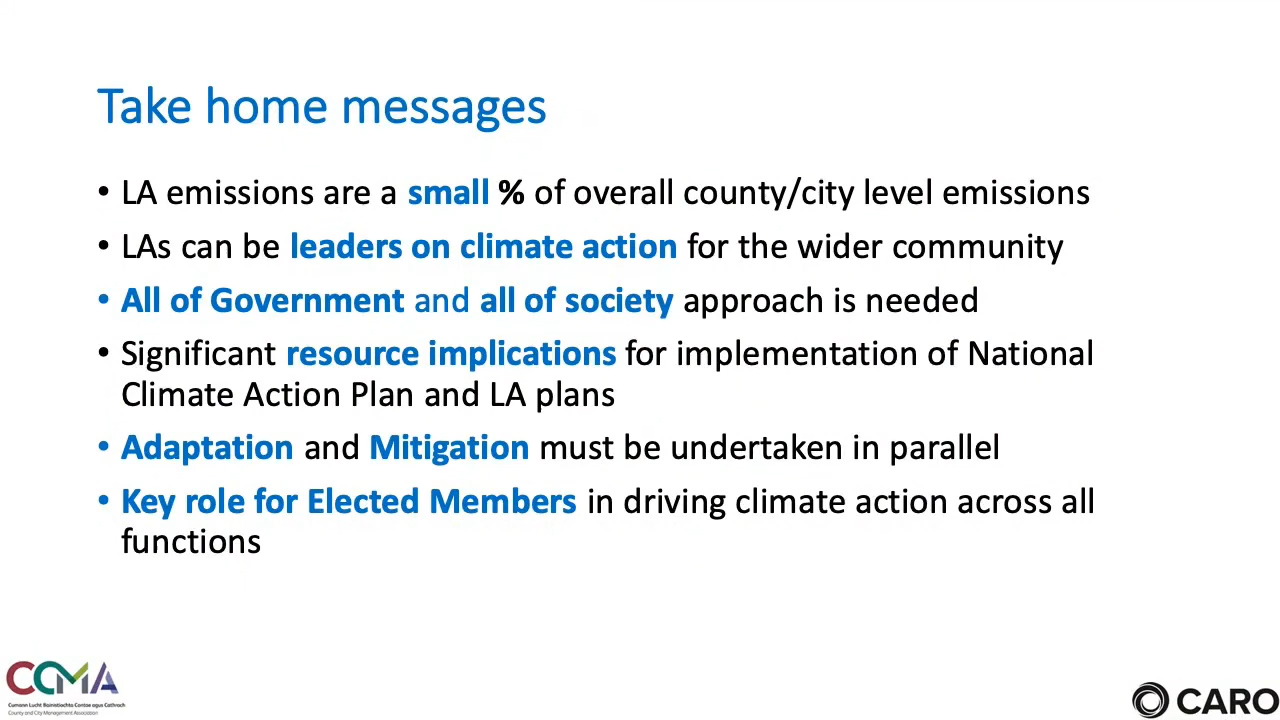 Take home messages
• LA emissions are a small % of overall county/city level emissions
• LAs can be leaders on climate action for the wider community
• All of Government and all of society approach is needed
• Significant resource implications for implementation of National
Climate Action Plan and LA plans
• Adaptation and Mitigation must be undertaken in parallel
• Key role for Elected Members in driving climate action across all
functions
CCMA
Cumann Lucht Bainistíochta Contae agus Cathrach
County and City Management Association
CARO